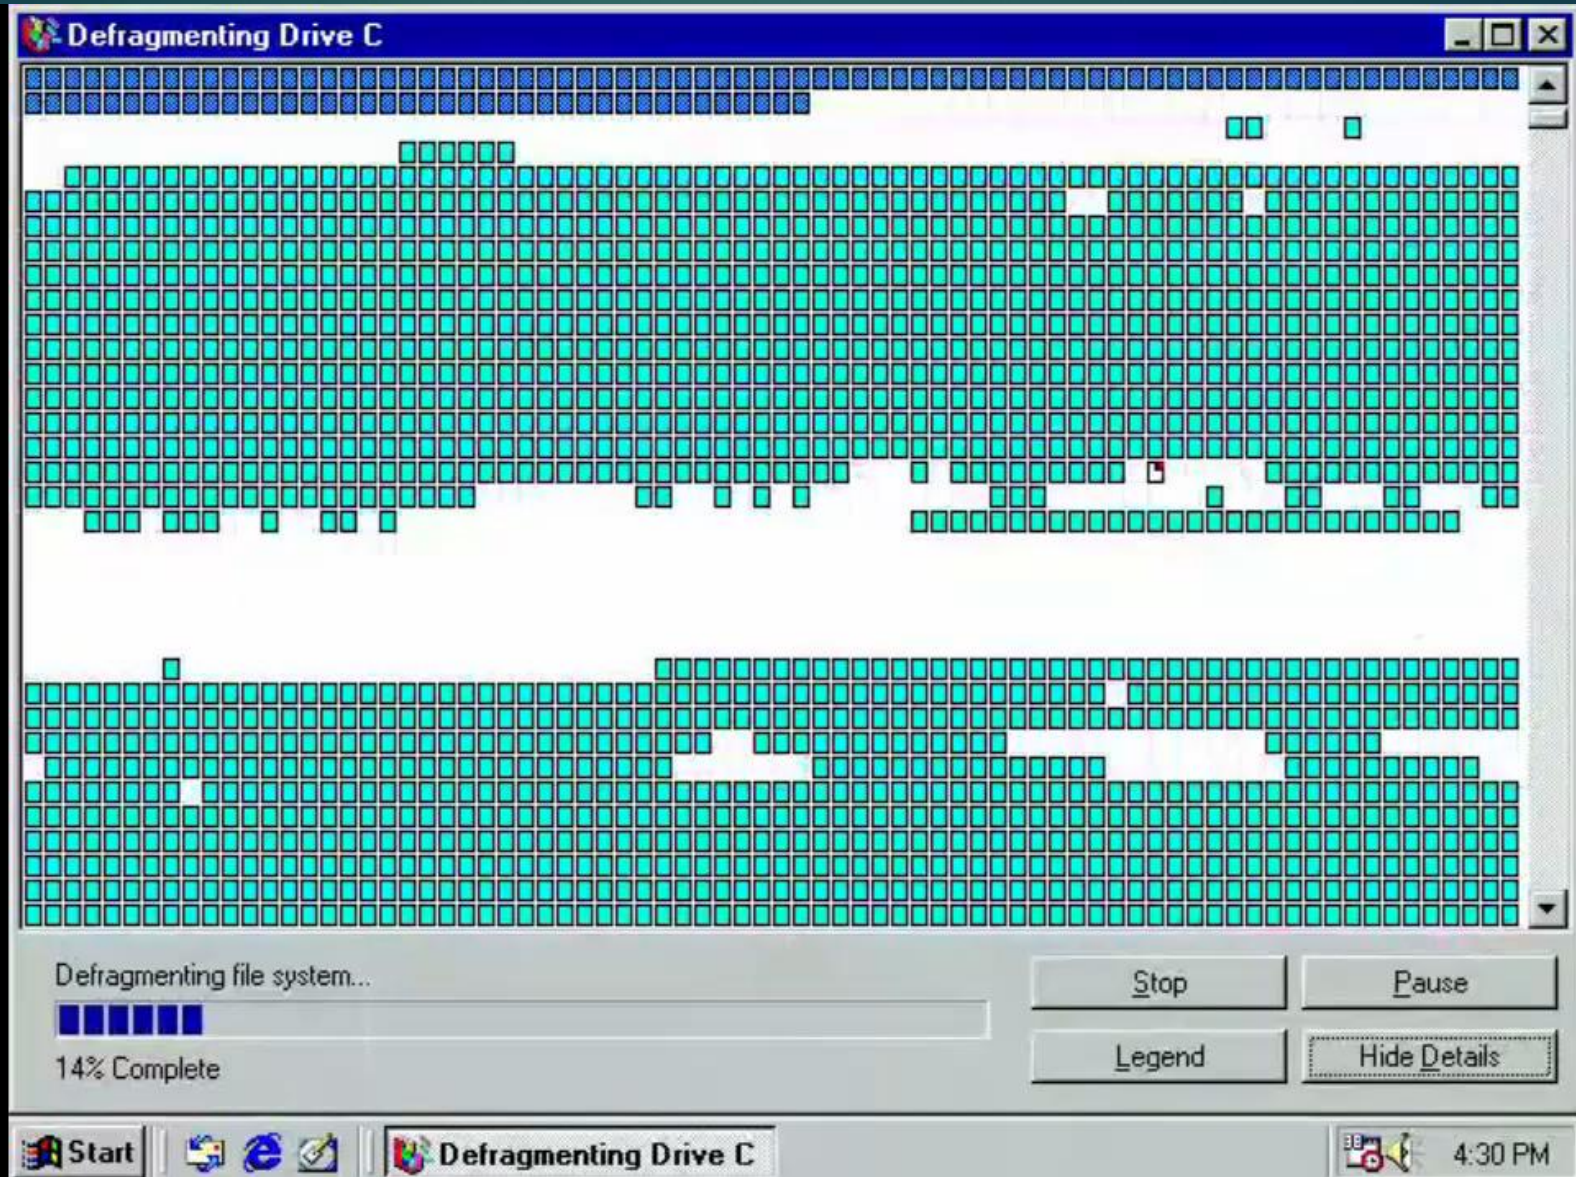 Defragmenting Drive C
Defragmenting file system...
14% Complete
Stop
Pause
Legend
Hide Details
Start
Defragmenting Drive C
4:30 PM